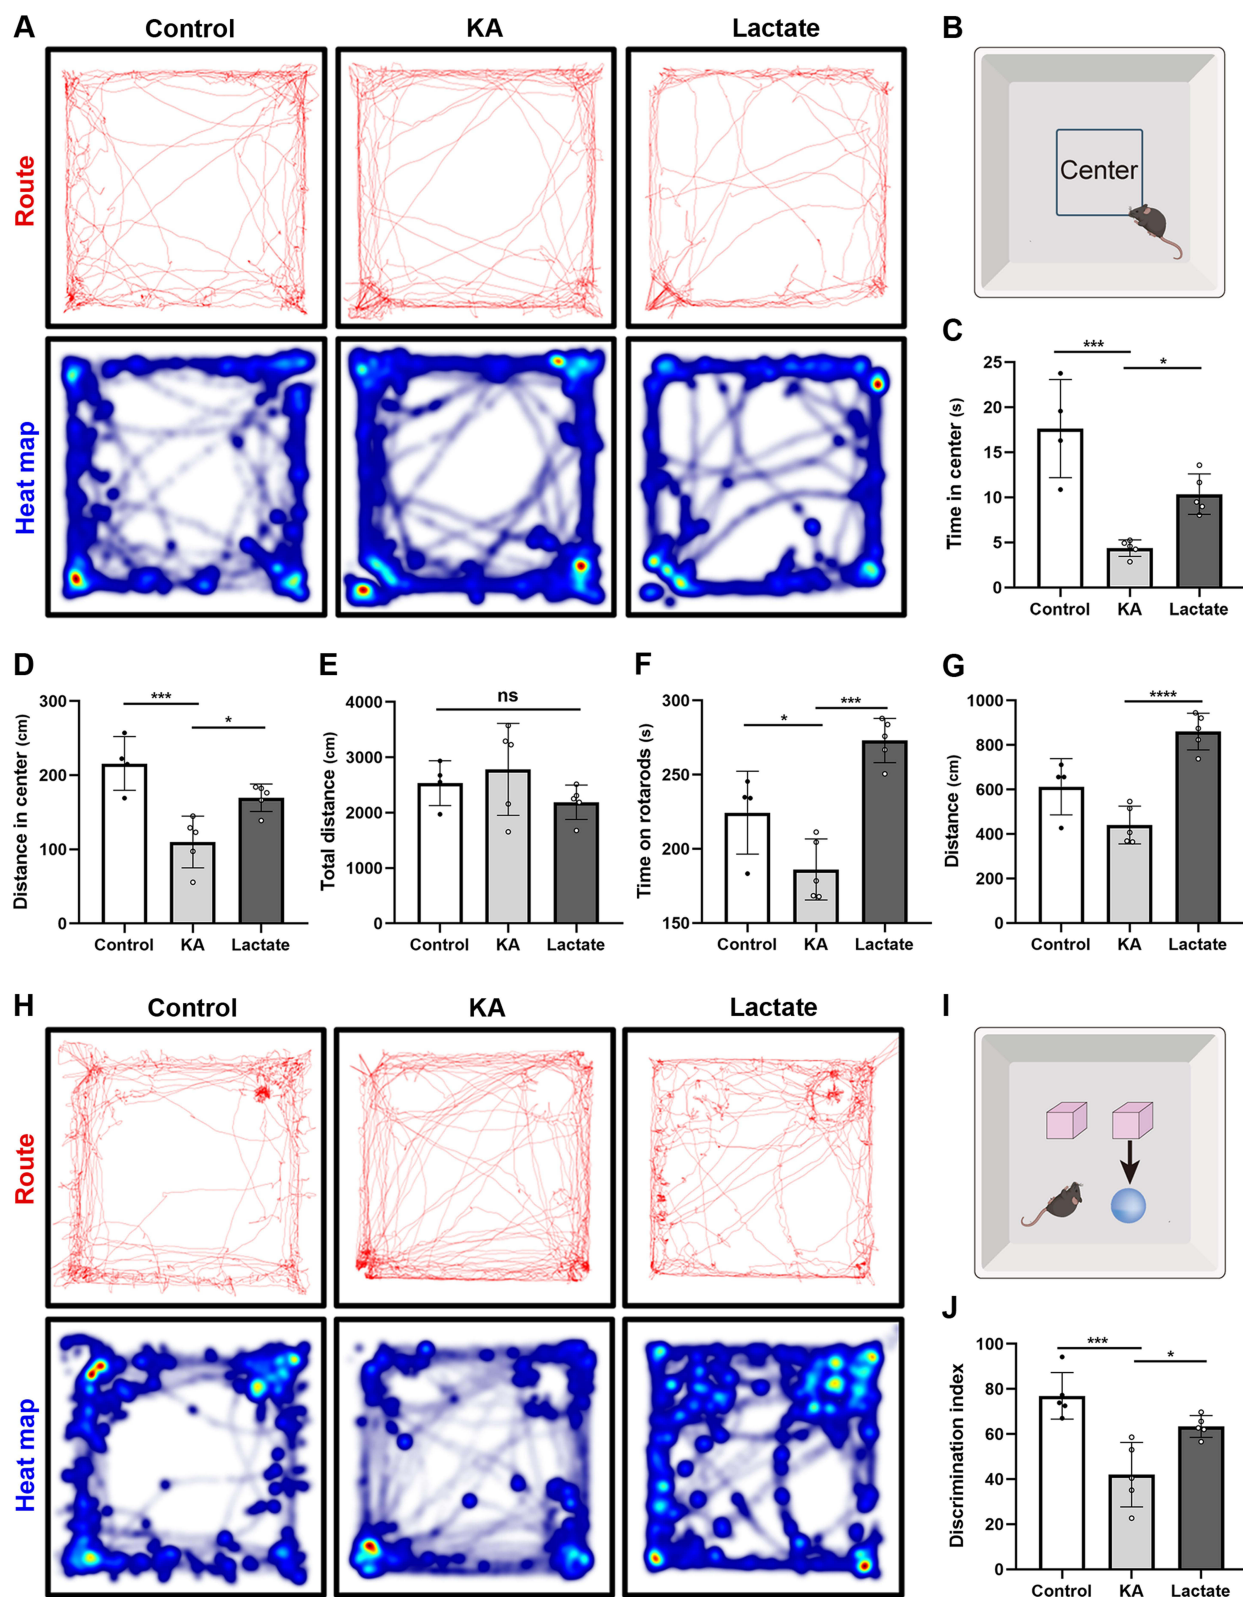 A
Control
KA
Lactate
B
Route
Center
Heat map
C
***
*
Time in center (s)
25
20
15
10
5
0
Control
KA
Lactate
D
***
*
Distance in center (cm)
300
200
100
0
Control
KA
Lactate
E
ns
Total distance (cm)
4000
3000
2000
1000
0
Control
KA
Lactate
F
*
***
Time on rotarods (s)
300
250
200
150
Control
KA
Lactate
G
****
Distance (cm)
1000
800
600
400
200
0
Control
KA
Lactate
H
Control
KA
Lactate
I
Route
Heat map
J
***
*
Discrimination index
100
80
60
40
20
0
Control
KA
Lactate